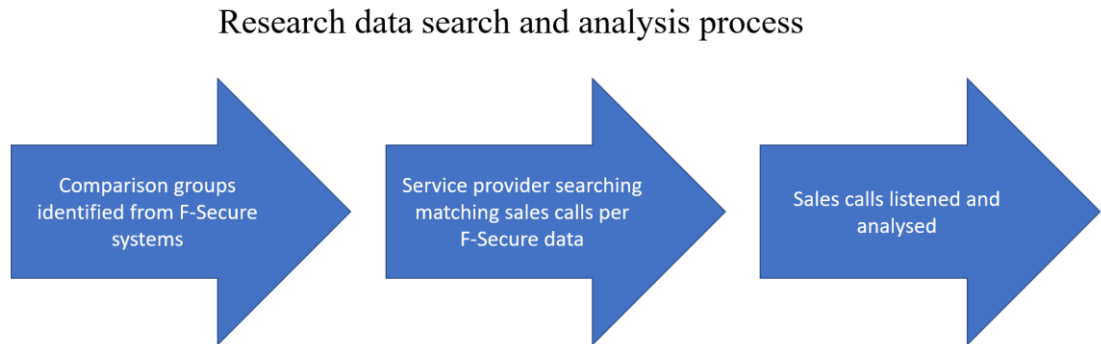 Research data search and analysis process
Comparison groups
identified from F-Secure
systems
Service provider searching
matching sales calls per
F-Secure data
Sales calls listened and
analysed